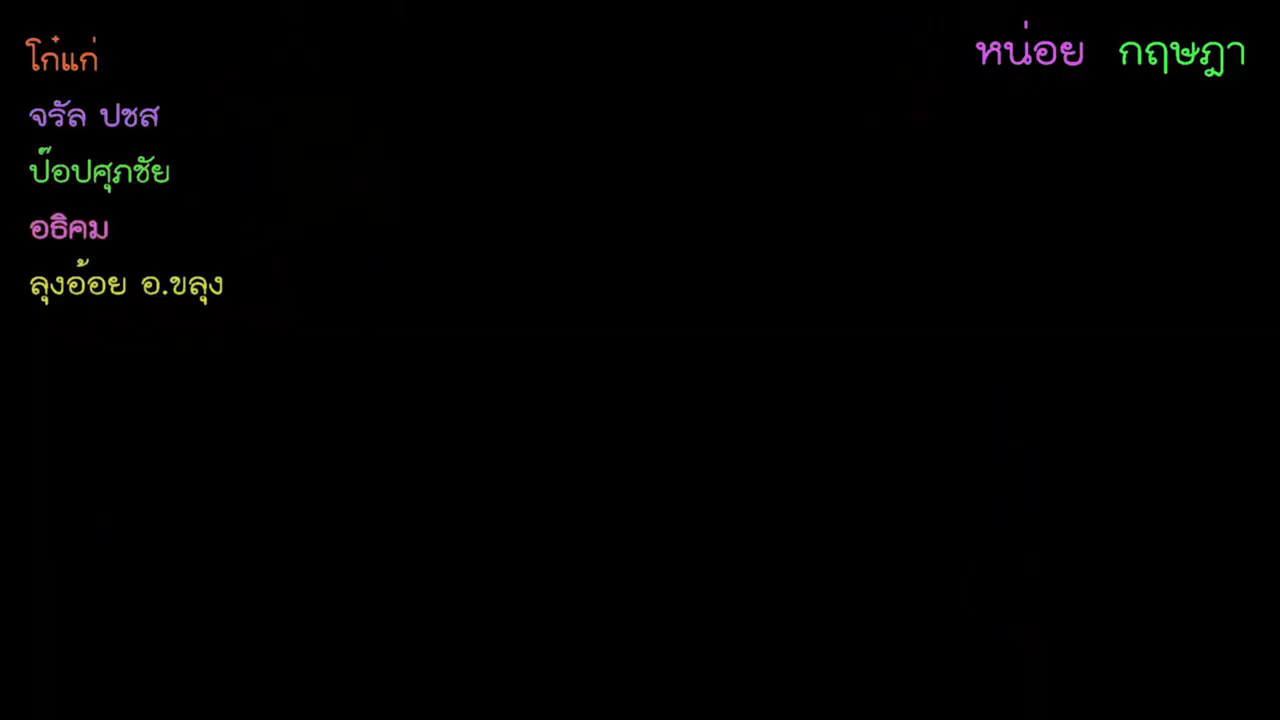 โก๋แก่
จรัล ปชส
ป๊อปศุภชัย
อธิคม
ลุงอ้อย อ.ขลุง
หน่อย กฤษฎา